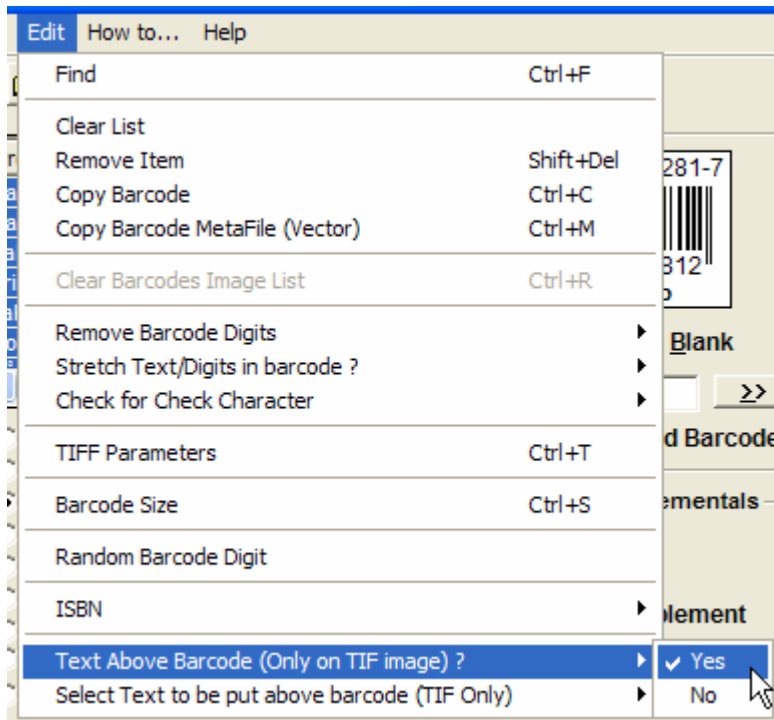 Edit How to... Help
Find Ctrl+F
Clear List
Remove Item Shift+Del
Copy Barcode Ctrl+C
Copy Barcode MetaFile (Vector) Ctrl+M
Clear Barcodes Image List Ctrl+R
Remove Barcode Digits
Stretch Text/Digits in barcode ?
Check for Check Character
TIFF Parameters Ctrl+T
Barcode Size Ctrl+S
Random Barcode Digit
ISBN
Text Above Barcode (Only on TIF image) ?
Select Text to be put above barcode (TIF Only)
Yes
No
281-7
312
Blank
>>
d Barcode
ementals
lement